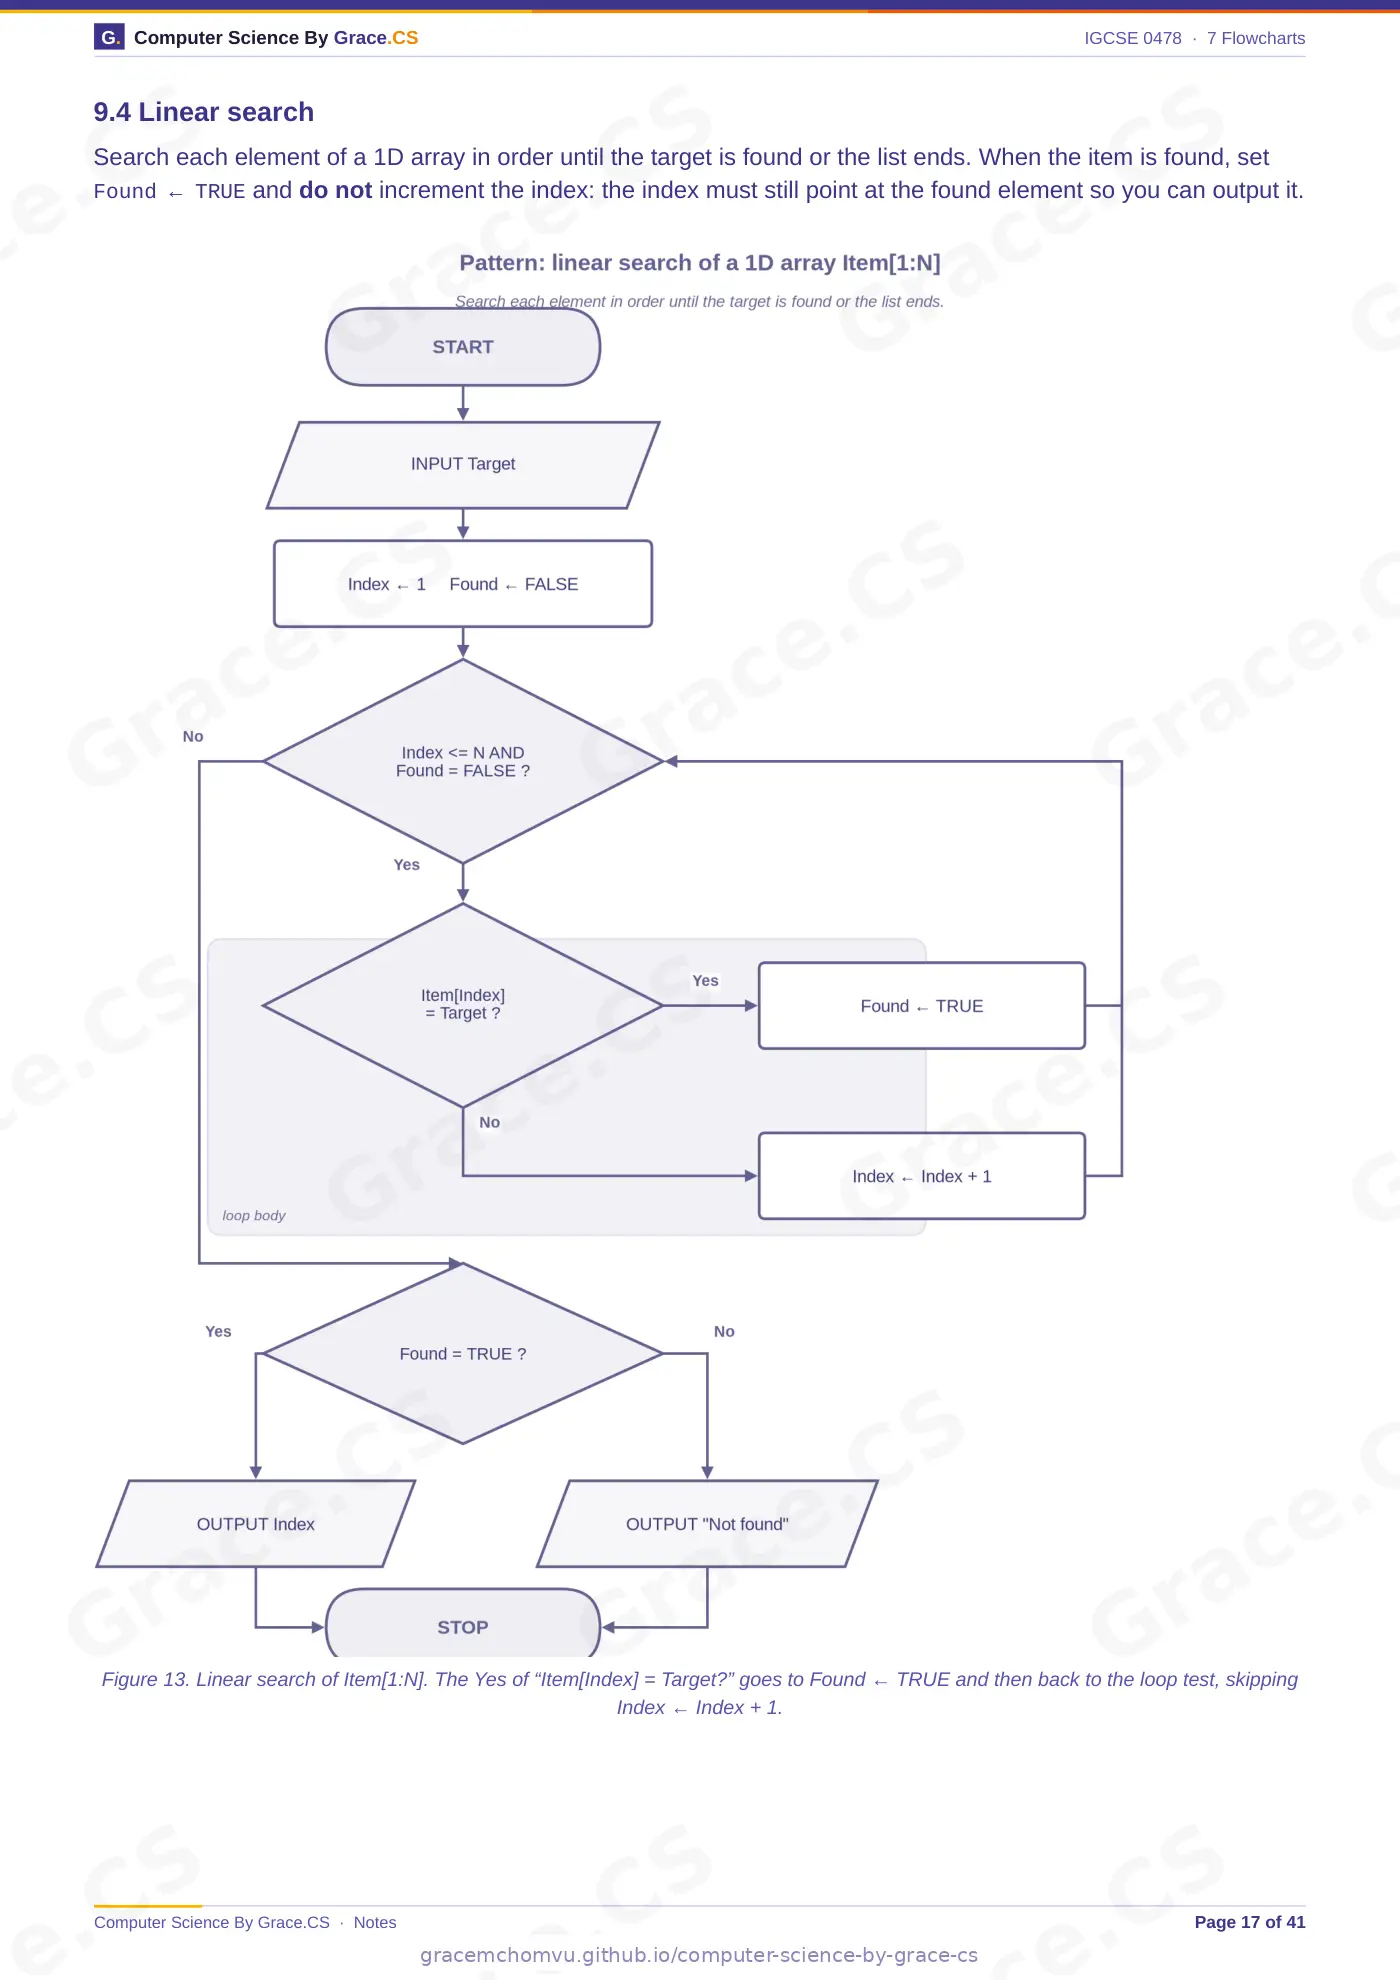 G. Computer Science By Grace.CS
IGCSE 0478 · 7 Flowcharts
9.4 Linear search
Search each element of a 1D array in order until the target is found or the list ends. When the item is found, set
Found ← TRUE and do not increment the index: the index must still point at the found element so you can output it.
Pattern: linear search of a 1D array Item[1:N]
Search each element in order until the target is found or the list ends.
START
INPUT Target
Index ← 1 Found ← FALSE
No
Index <= N AND
Found = FALSE ?
Yes
Item[Index]
= Target ?
Yes
Found ← TRUE
No
Index ← Index + 1
loop body
Yes
Found = TRUE ?
No
OUTPUT Index
OUTPUT "Not found"
STOP
Figure 13. Linear search of Item[1:N]. The Yes of “Item[Index] = Target?” goes to Found ← TRUE and then back to the loop test, skipping
Index ← Index + 1.
Computer Science By Grace.CS · Notes
Page 17 of 41
gracemchomvu.github.io/computer-science-by-grace-cs